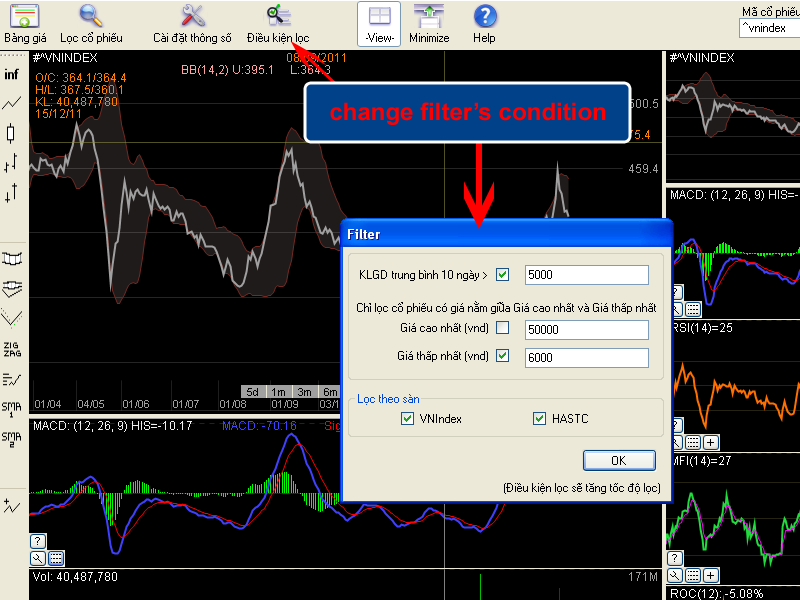 Bảng giá
Lọc cổ phiếu
Cài đặt thông số
Điều kiện lọc
-View-
Minimize
Help
Mã cổ phiếu
^vnindex
#^VNINDEX
O/C: 364.1/364.4
H/L: 367.5/360.1
KL: 40,487,780
15/12/11
BB(14,2) U:395.1
L:364.3
change filter's condition
500.5
75.4
459.4
#^VNINDEX
inf
ZIG
ZAG
SMA
1
SMA
2
Filter
KLGD trung bình 10 ngày >
5000
Chỉ lọc cổ phiếu có giá nằm giữa Giá cao nhất và Giá thấp nhất
Giá cao nhất (vnd)
50000
Giá thấp nhất (vnd)
6000
Lọc theo sàn
VNIndex
HASTC
OK
(Điều kiện lọc sẽ tăng tốc độ lọc)
5d
1m
3m
6m
01/04
04/05
01/06
01/07
01/08
01/09
MACD: (12, 26, 9) HIS=-10.17
MACD: -70.16
?
Vol: 40,487,780
171M
MACD: (12, 26, 9) HIS=-
?
RSI(14)=25
?
+
MFI(14)=27
?
+
ROC(12):-5.08%